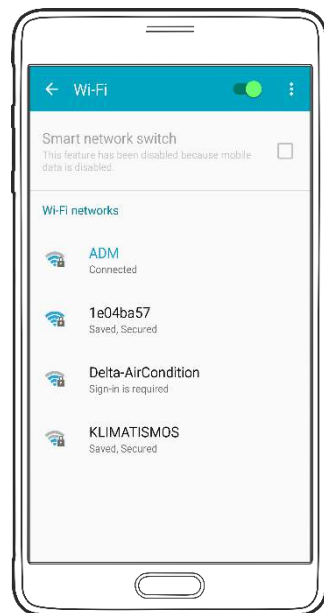 Wi-Fi
Smart network switch
This feature has been disabled because mobile
data is disabled.
Wi-Fi networks
ADM
Connected
1e04ba57
Saved, Secured
Delta-AirCondition
Sign-in is required
KLIMATISMOS
Saved, Secured